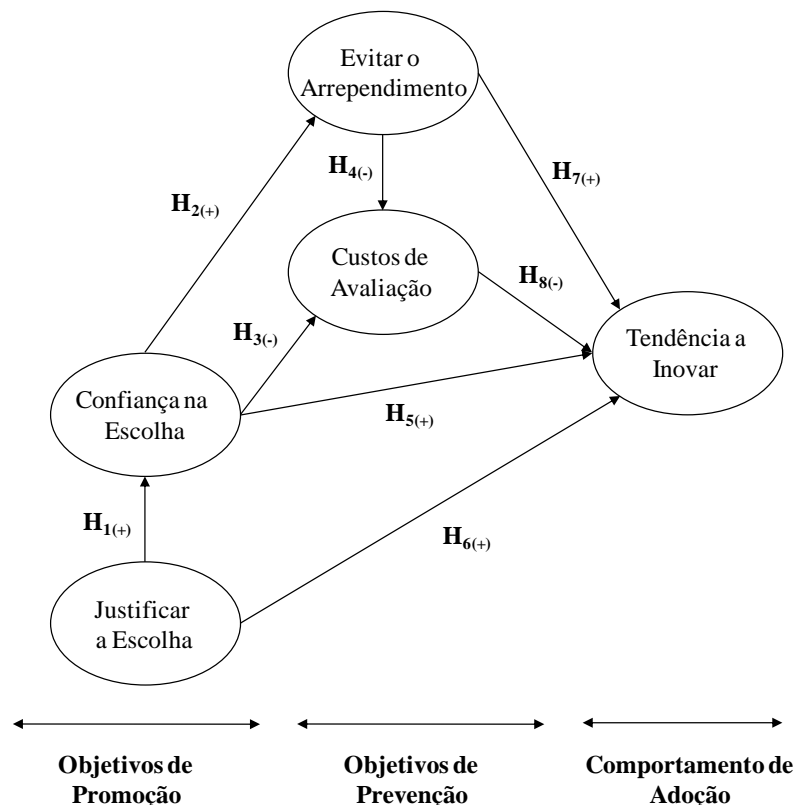 Evitar o
Arrependimento
H4(-)
H7(+)
H2(+)
Custos de
Avaliação
H8(-)
H3(-)
Tendência a
Inovar
Confiança na
Escolha
H5(+)
H1(+)
H6(+)
Justificar
a Escolha
Objetivos de
Promoção
Objetivos de
Prevenção
Comportamento de
Adoção